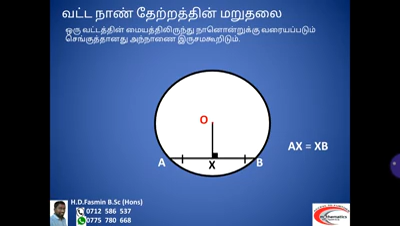 வட்ட நாண் தேற்றத்தின் மறுதலை
ஒரு வட்டத்தின் மையத்திலிருந்து நாணொன்றுக்கு வரையப்படும்
செங்குத்தானது அந்நாணை இருசமகூறிடும்.
O
AX = XB
A
X
B
H.D.Fasmin B.Sc (Hons)
0712 586 537
0775 780 668